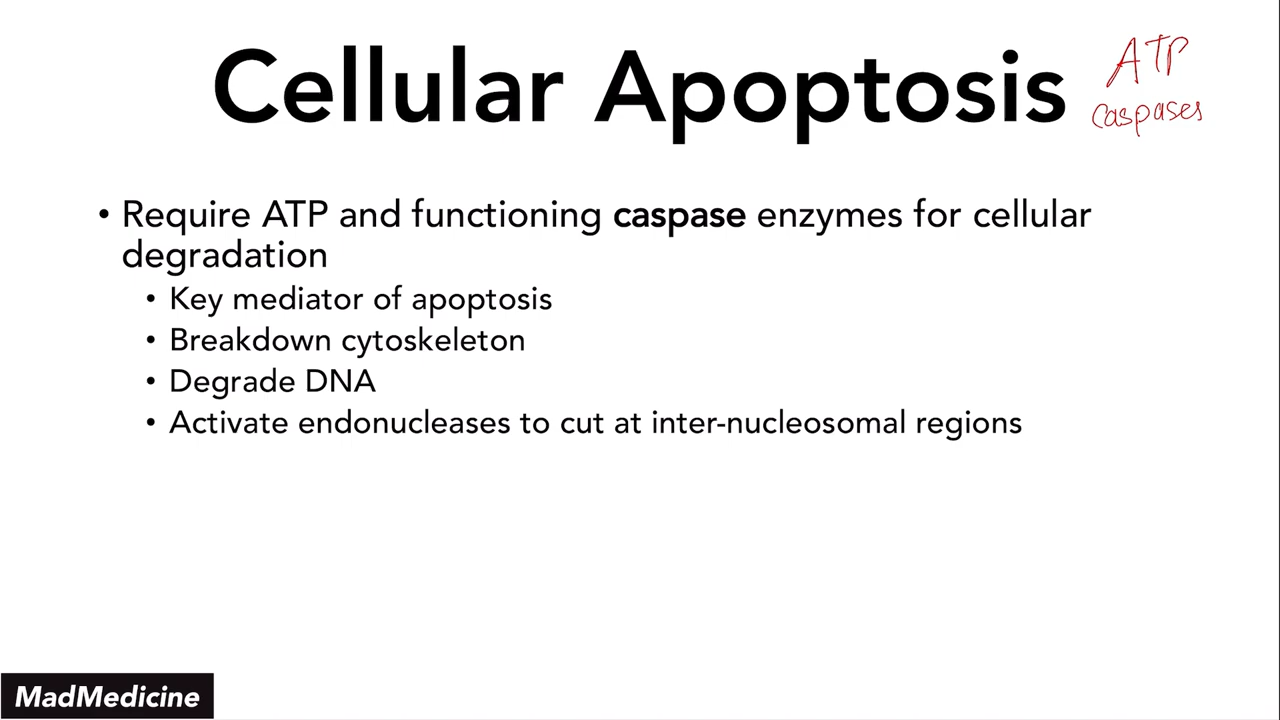 Cellular Apoptosis
ATP
caspases
• Require ATP and functioning caspase enzymes for cellular
degradation
• Key mediator of apoptosis
• Breakdown cytoskeleton
• Degrade DNA
• Activate endonucleases to cut at inter-nucleosomal regions
MadMedicine